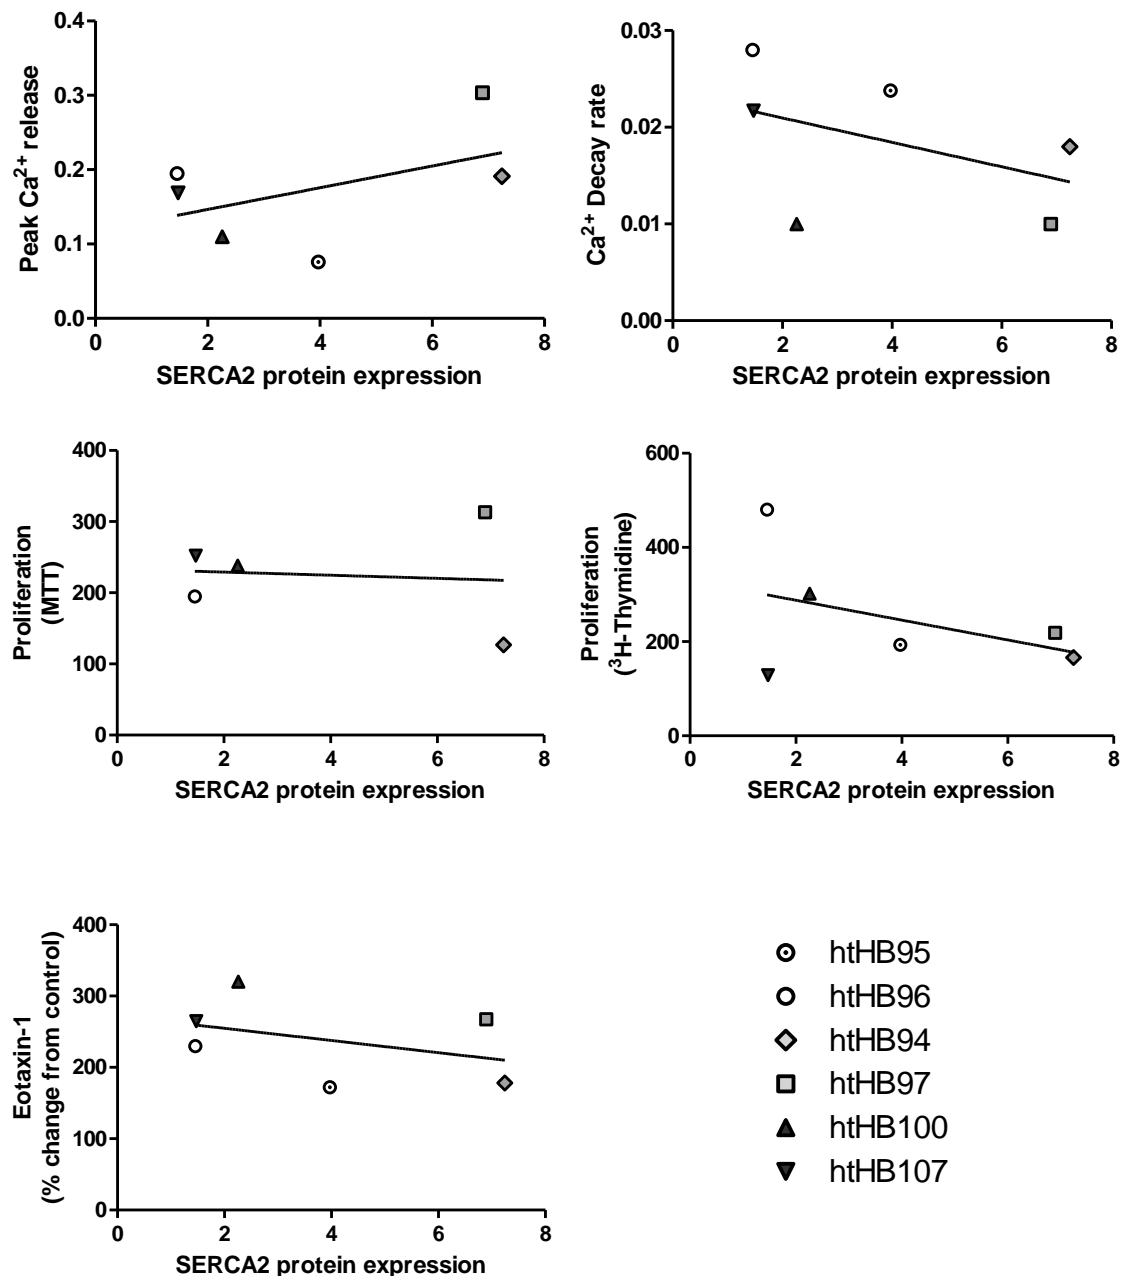 0.4
0.3
0.2
0.1
0.0
0 2 4 6 8
Peak Ca2+ release
SERCA2 protein expression
0.03
0.02
0.01
0.00
0 2 4 6 8
Ca2+ Decay rate
SERCA2 protein expression
400
300
200
100
0
0 2 4 6 8
Proliferation
(MTT)
SERCA2 protein expression
600
400
200
0
0 2 4 6 8
Proliferation
(3H-Thymidine)
SERCA2 protein expression
400
300
200
100
0
0 2 4 6 8
Eotaxin-1
(% change from control)
SERCA2 protein expression
htHB95
htHB96
htHB94
htHB97
htHB100
htHB107